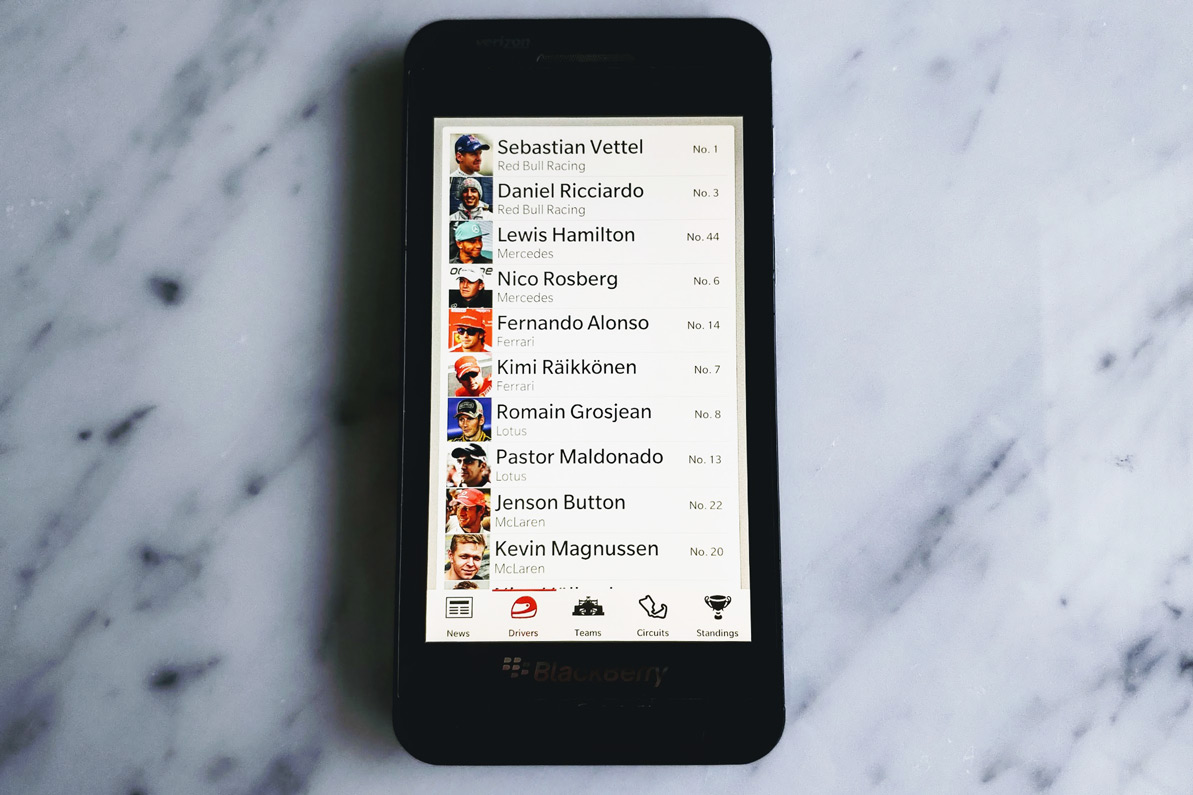 verizon
Sebastian Vettel No. 1
Red Bull Racing
Daniel Ricciardo No. 3
Red Bull Racing
Lewis Hamilton No. 44
Mercedes
Nico Rosberg No. 6
Mercedes
Fernando Alonso No. 14
Ferrari
Kimi Räikkönen No. 7
Ferrari
Romain Grosjean No. 8
Lotus
Pastor Maldonado No. 13
Lotus
Jenson Button No. 22
McLaren
Kevin Magnussen No. 20
McLaren
News Drivers Teams Circuits Standings
BlackBerry